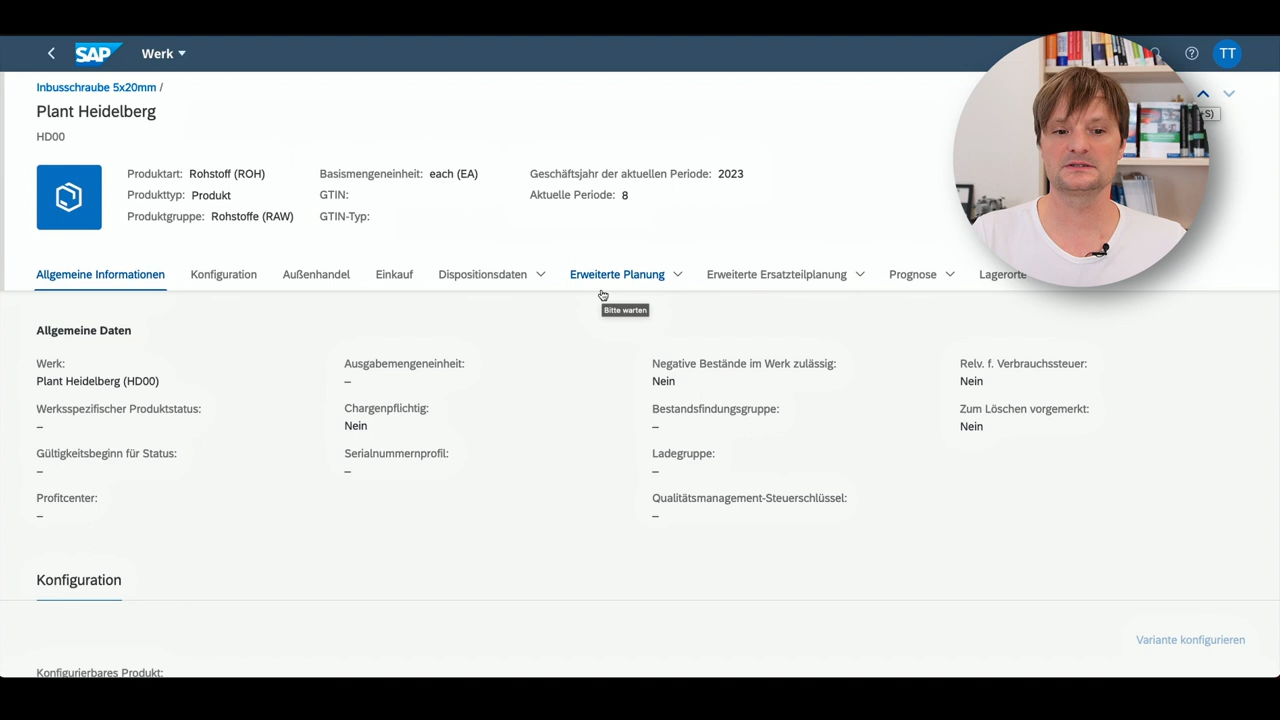 SAP Werk TT
Inbusschraube 5x20mm /
Plant Heidelberg
+S)
HD00
Produktart: Rohstoff (ROH) Basismengeneinheit: each (EA) Geschäftsjahr der aktuellen Periode: 2023
Produkttyp: Produkt GTIN: Aktuelle Periode: 8
Produktgruppe: Rohstoffe (RAW) GTIN-Typ:
Allgemeine Informationen Konfiguration Außenhandel Einkauf Dispositionsdaten Erweiterte Planung Erweiterte Ersatzteilplanung Prognose Lagerorte
Bitte warten
Allgemeine Daten
Werk: Ausgabemengeneinheit: Negative Bestände im Werk zulässig: Relv. f. Verbrauchssteuer:
Plant Heidelberg (HD00) – Nein Nein
Werksspezifischer Produktstatus: Chargenpflichtig: Bestandsfindungsgruppe: Zum Löschen vorgemerkt:
– Nein – Nein
Gültigkeitsbeginn für Status: Serialnummernprofil: Ladegruppe:
– – –
Profitcenter: Qualitätsmanagement-Steuerschlüssel:
– –
Konfiguration
Variante konfigurieren
Konfigurierbares Produkt: